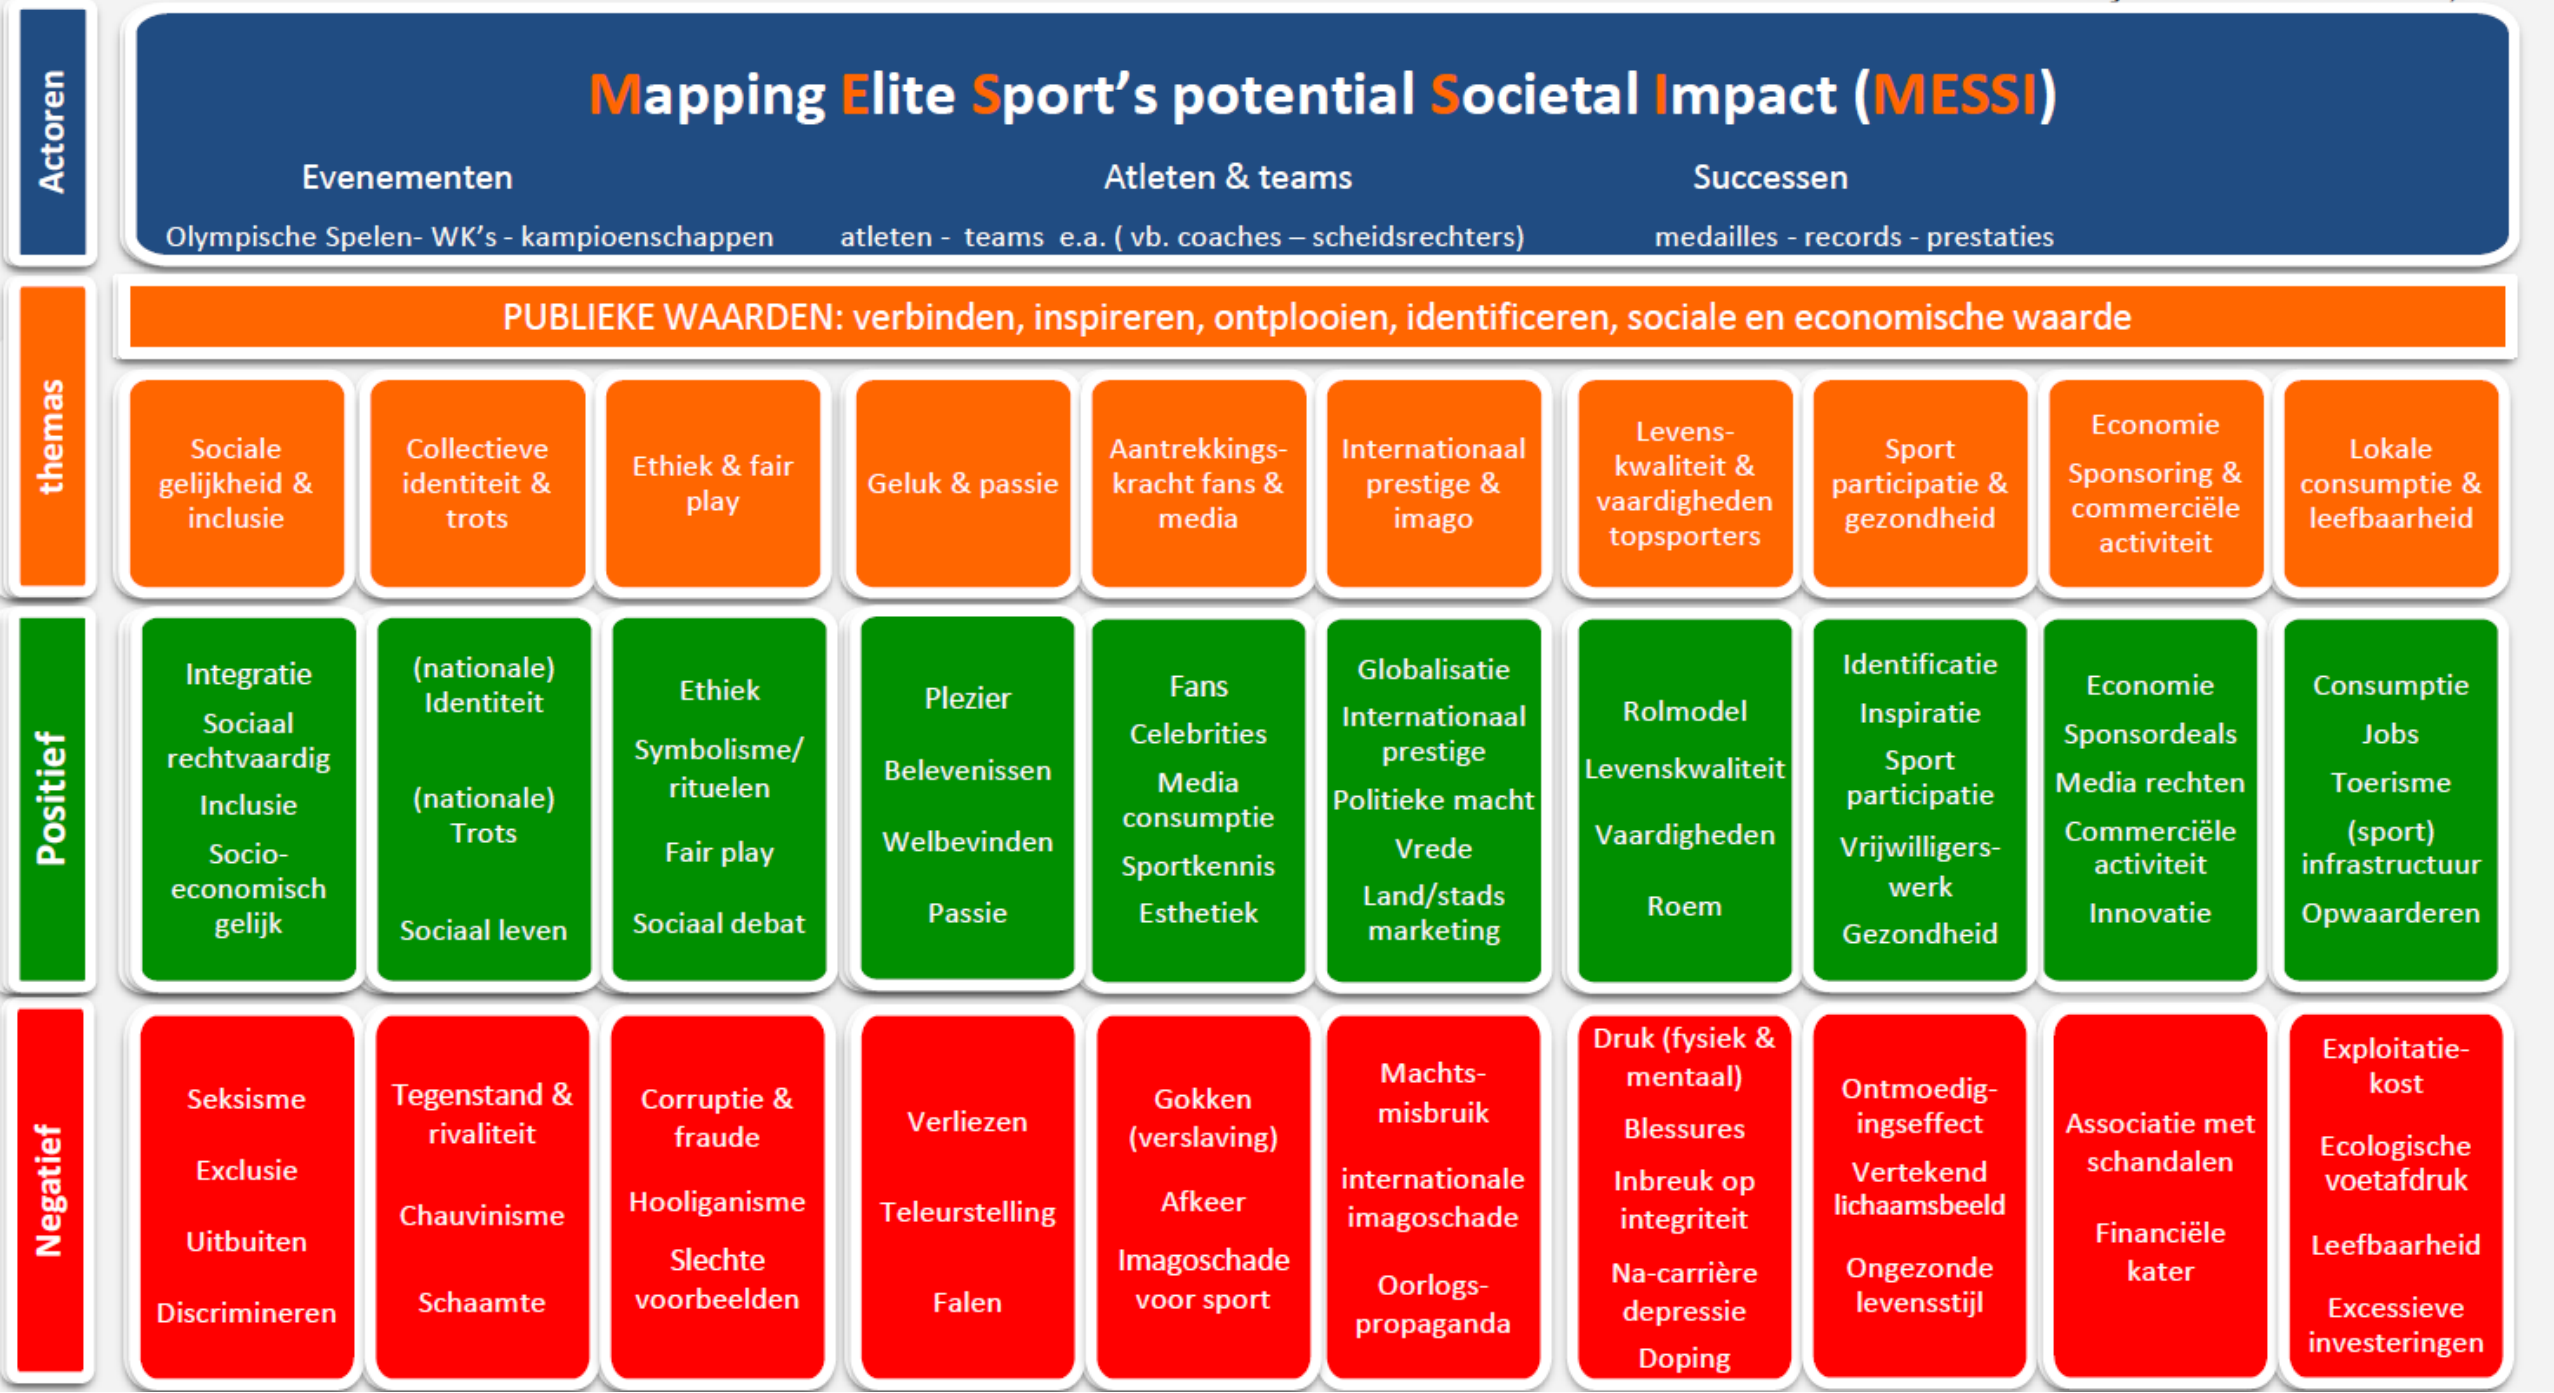 Actoren
Mapping Elite Sport’s potential Societal Impact (MESSI)
Evenementen
Atleten & teams
Successen
Olympische Spelen- WK’s - kampioenschappen
atleten - teams e.a. ( vb. coaches – scheidsrechters)
medailles - records - prestaties
themas
PUBLIEKE WAARDEN: verbinden, inspireren, ontplooien, identificeren, sociale en economische waarde
Sociale
gelijkheid &
inclusie
Collectieve
identiteit &
trots
Ethiek & fair
play
Geluk & passie
Aantrekkings-
kracht fans &
media
Internationaal
prestige &
imago
Levens-
kwaliteit &
vaardigheden
topsporters
Sport
participatie &
gezondheid
Economie
Sponsoring &
commerciële
activiteit
Lokale
consumptie &
leefbaarheid
Positief
Integratie
Sociaal
rechtvaardig
Inclusie
Socio-
economisch
gelijk
(nationale)
Identiteit
(nationale)
Trots
Sociaal leven
Ethiek
Symbolisme/
rituelen
Fair play
Sociaal debat
Plezier
Belevenissen
Welbevinden
Passie
Fans
Celebrities
Media
consumptie
Sportkennis
Esthetiek
Globalisatie
Internationaal
prestige
Politieke macht
Vrede
Land/stads
marketing
Rolmodel
Levenskwaliteit
Vaardigheden
Roem
Identificatie
Inspiratie
Sport
participatie
Vrijwilligers-
werk
Gezondheid
Economie
Sponsordeals
Media rechten
Commerciële
activiteit
Innovatie
Consumptie
Jobs
Toerisme
(sport)
infrastructuur
Opwaarderen
Negatief
Seksisme
Exclusie
Uitbuiten
Discrimineren
Tegenstand &
rivaliteit
Chauvinisme
Schaamte
Corruptie &
fraude
Hooliganisme
Slechte
voorbeelden
Verliezen
Teleurstelling
Falen
Gokken
(verslaving)
Afkeer
Imagoschade
voor sport
Machts-
misbruik
internationale
imagoschade
Oorlogs-
propaganda
Druk (fysiek &
mentaal)
Blessures
Inbreuk op
integriteit
Na-carrière
depressie
Doping
Ontmoedig-
ingseffect
Vertekend
lichaamsbeeld
Ongezonde
levensstijl
Associatie met
schandalen
Financiële
kater
Exploitatie-
kost
Ecologische
voetafdruk
Leefbaarheid
Excessieve
investeringen